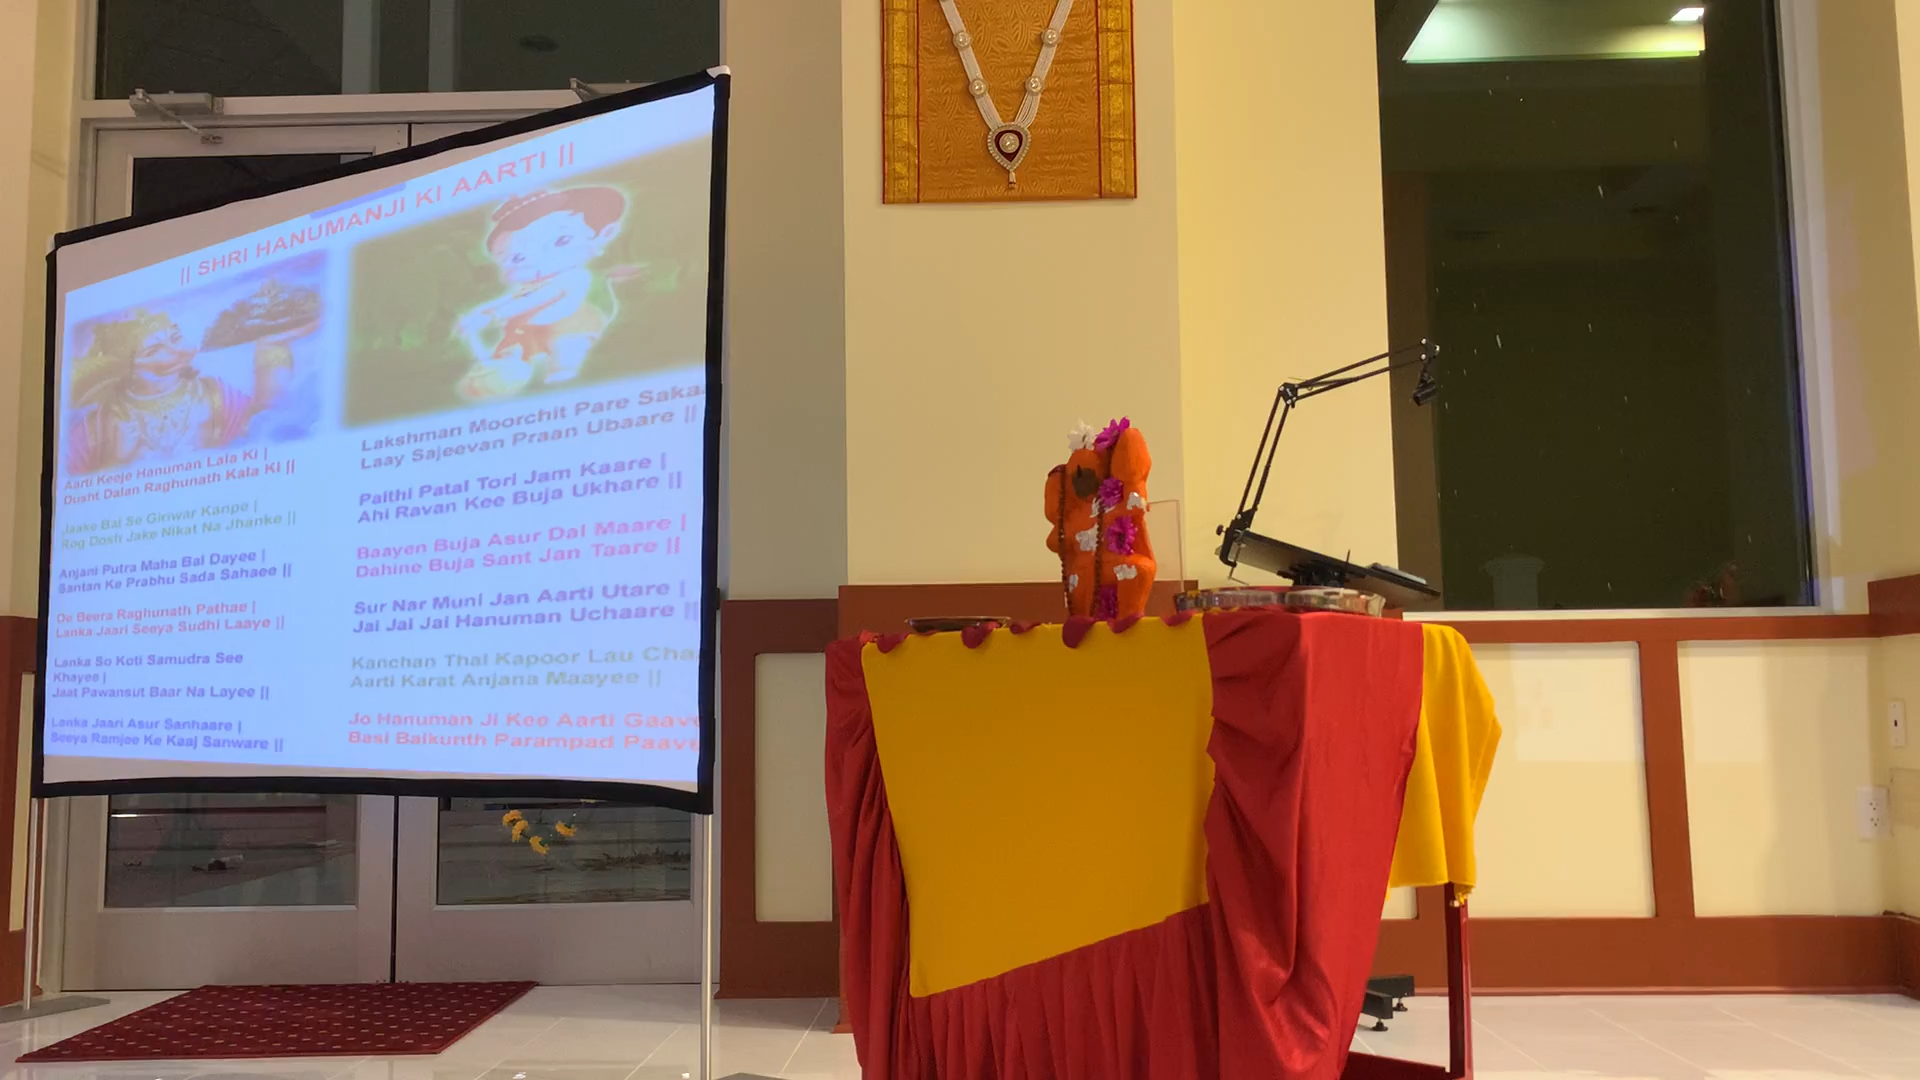 || SHRI HANUMANJI KI AARTI ||
Aarti Keeje Hanuman Lala Ki |
Dusht Dalan Raghunath Kala Ki ||
Jaake Bal Se Giriwar Kanpe |
Rog Dosh Jake Nikat Na Jhanke ||
Anjani Putra Maha Bal Dayee |
Santan Ke Prabhu Sada Sahaee ||
De Beera Raghunath Pathae |
Lanka Jaari Seeya Sudhi Laaye ||
Lanka So Koti Samudra See
Khayee |
Jaat Pawansut Baar Na Layee ||
Lanka Jaari Asur Sanhaare |
Seeya Ramjee Ke Kaaj Sanware ||
Lakshman Moorchit Pare Saka
Laay Sajeevan Praan Ubaare ||
Paithi Patal Tori Jam Kaare |
Ahi Ravan Kee Buja Ukhare ||
Baayen Buja Asur Dal Maare |
Dahine Buja Sant Jan Taare ||
Sur Nar Muni Jan Aarti Utare |
Jai Jai Jai Hanuman Uchaare ||
Kanchan Thal Kapoor Lau Cha
Aarti Karat Anjana Maayee ||
Jo Hanuman Ji Kee Aarti Gaav
Basi Baikunth Parampad Paav